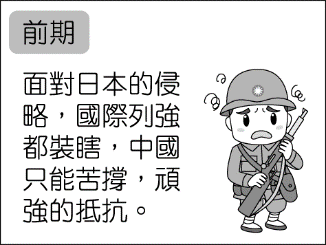 前期
面對日本的侵
略，國際列強
都裝瞎，中國
只能苦撐，頑
強的抵抗。